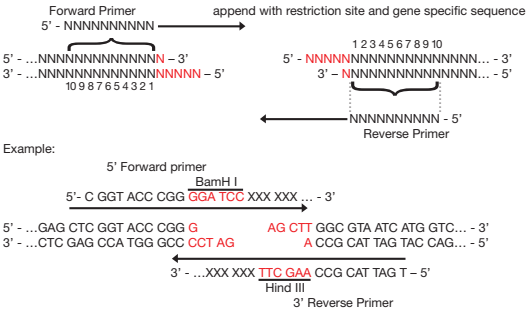 Forward Primer
append with restriction site and gene specific sequence
5' - NNNNNNNNNN
1 2 3 4 5 6 7 8 9 10
5' - ...NNNNNNNNNNNNNN – 3'
5' - NNNNNNNNNNNNNNNNNNN... - 3'
3' - ...NNNNNNNNNNNNNNNNNN – 5'
3' – NNNNNNNNNNNNNNN... - 5'
10 9 8 7 6 5 4 3 2 1
NNNNNNNNNN - 5'
Reverse Primer
Example:
5' Forward primer
BamH I
5'- C GGT ACC CGG GGA TCC XXX XXX ... - 3'
5' - ...GAG CTC GGT ACC CGG G AG CTT GGC GTA ATC ATG GTC... - 3'
3' - ...CTC GAG CCA TGG GCC CCT AG A CCG CAT TAG TAC CAG... – 5'
3' - ...XXX XXX TTC GAA CCG CAT TAG T – 5'
Hind III
3' Reverse Primer